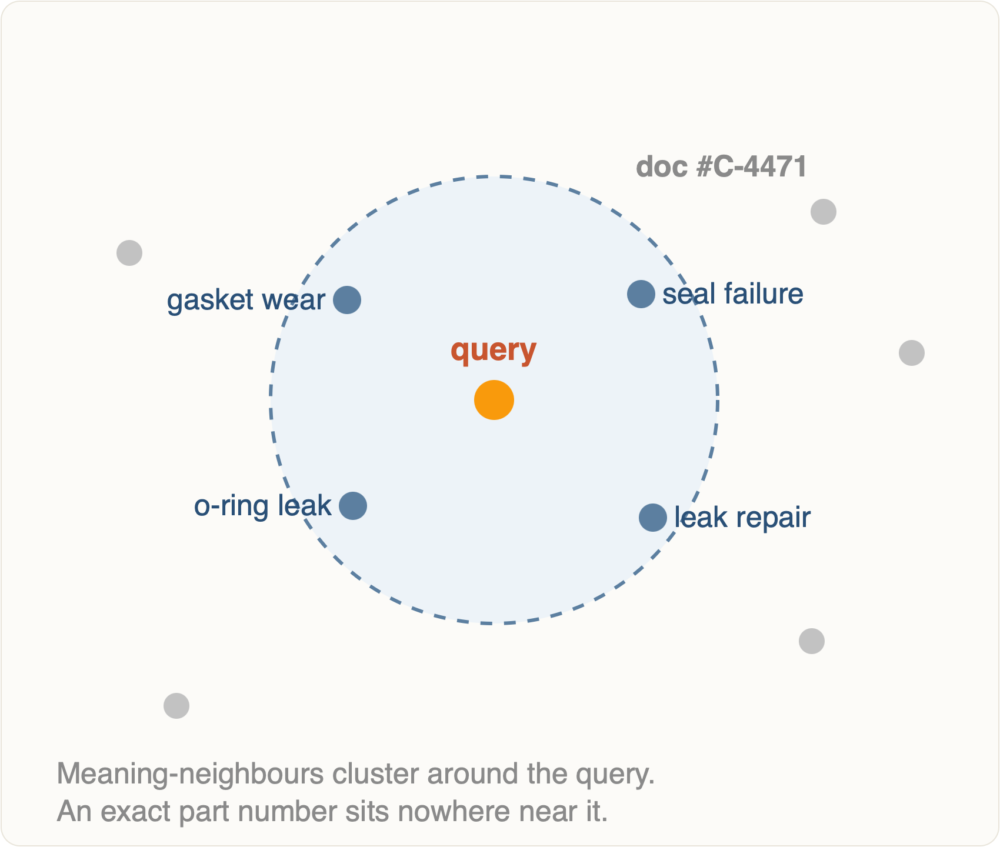 doc #C-4471
gasket wear
seal failure
query
o-ring leak
leak repair
Meaning-neighbours cluster around the query.
An exact part number sits nowhere near it.